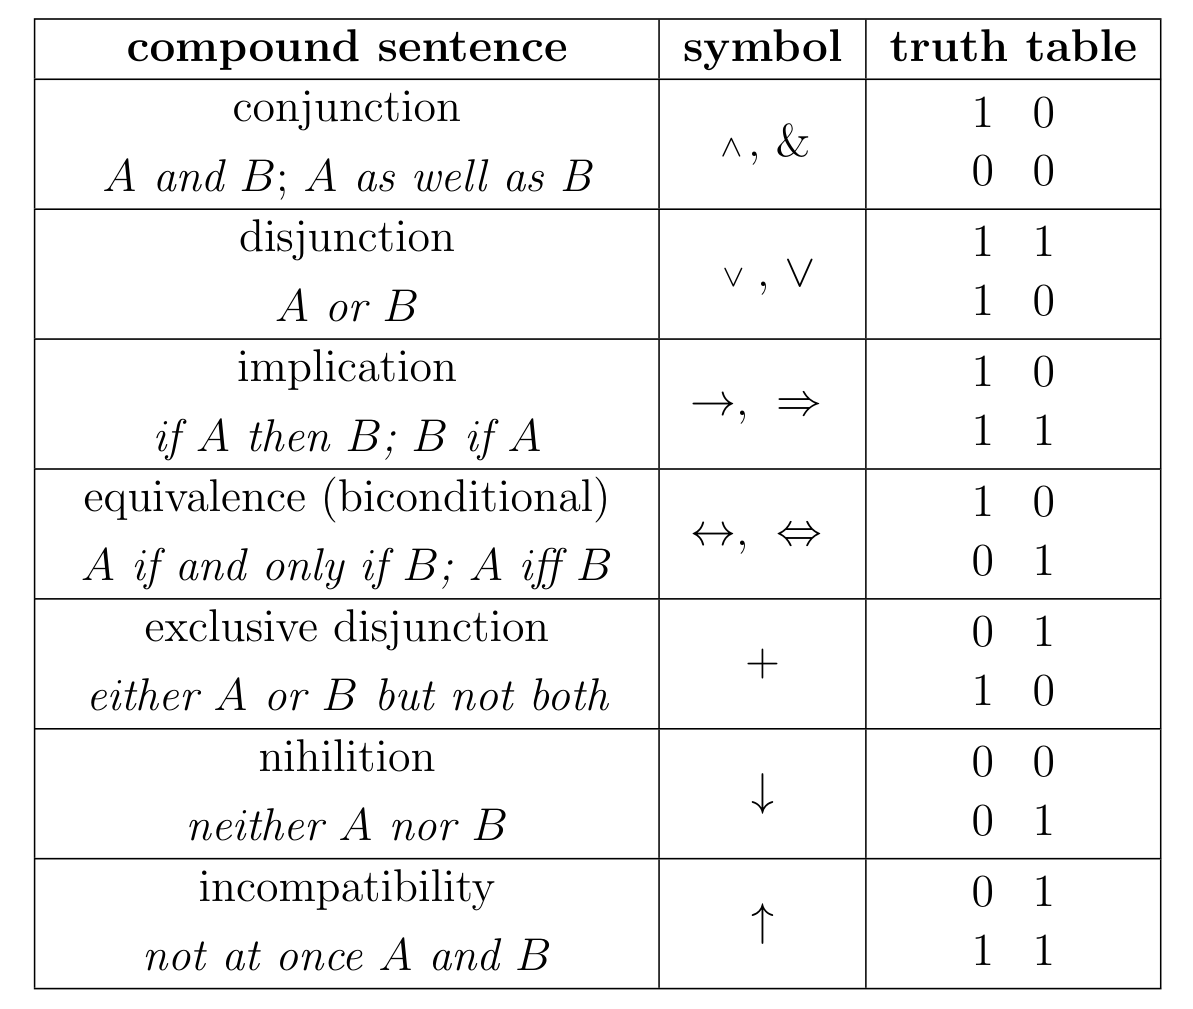 compound sentence symbol truth table
conjunction
A and B; A as well as B
∧, &
1 0
0 0
disjunction
A or B
∨ , ∨
1 1
1 0
implication
if A then B; B if A
→, ⇒
1 0
1 1
equivalence (biconditional)
A if and only if B; A iff B
↔, ⇔
1 0
0 1
exclusive disjunction
either A or B but not both
+
0 1
1 0
nihilition
neither A nor B
↓
0 0
0 1
incompatibility
not at once A and B
↑
0 1
1 1